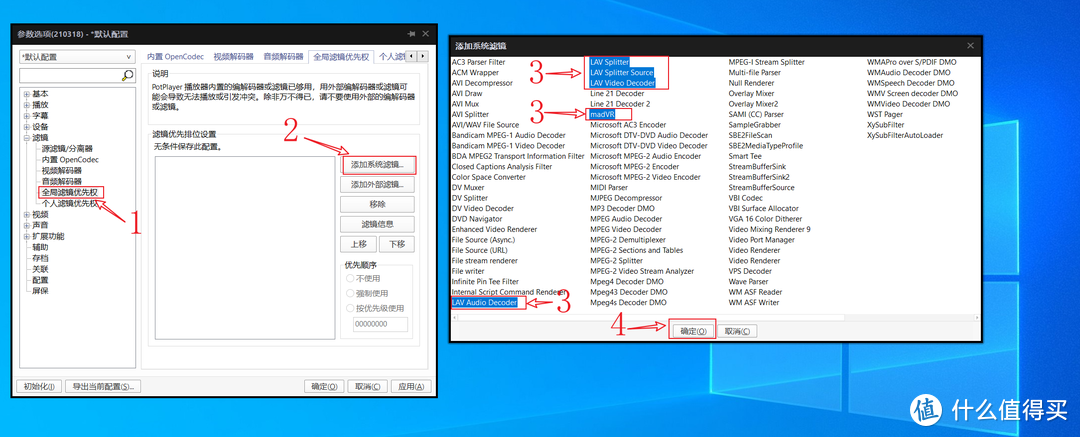 参数选项(210318) - *默认配置
*默认配置
基本
播放
字幕
设备
滤镜
源滤镜/分离器
内置 OpenCodec
视频解码器
音频解码器
全局滤镜优先权
个人滤镜优先权
视频
声音
扩展功能
辅助
存档
关联
配置
屏保
1
内置 OpenCodec
视频解码器
音频解码器
全局滤镜优先权
个人滤
说明
PotPlayer 播放器内置的编解码器或滤镜已够用，用外部编解码器或滤镜可
能会导致无法播放或引发冲突。除非万不得已，请不要使用外部的编解码器
或滤镜。
滤镜优先排位设置
无条件保存此配置。
2
添加系统滤镜...
添加外部滤镜...
移除
滤镜信息
上移
下移
优先顺序
不使用
强制使用
按优先级使用
00000000
初始化(I)
导出当前配置(S)...
确定(O)
取消(C)
应用(A)
添加系统滤镜
AC3 Parser Filter
ACM Wrapper
AVI Decompressor
AVI Draw
AVI Mux
AVI Splitter
AVI/WAV File Source
Bandicam MPEG-1 Audio Decoder
Bandicam MPEG-1 Video Decoder
BDA MPEG2 Transport Information Filter
Closed Captions Analysis Filter
Color Space Converter
DV Muxer
DV Splitter
DV Video Decoder
DVD Navigator
Enhanced Video Renderer
File Source (Async.)
File Source (URL)
File stream renderer
File writer
Infinite Pin Tee Filter
Internal Script Command Renderer
LAV Audio Decoder
3
LAV Splitter
LAV Splitter Source
LAV Video Decoder
3
Line 21 Decoder
Line 21 Decoder 2
madVR
3
Microsoft AC3 Encoder
Microsoft DTV-DVD Audio Decoder
Microsoft DTV-DVD Video Decoder
Microsoft MPEG-2 Audio Encoder
Microsoft MPEG-2 Encoder
Microsoft MPEG-2 Video Encoder
MIDI Parser
MJPEG Decompressor
MP3 Decoder DMO
MPEG Audio Decoder
MPEG Video Decoder
MPEG-2 Demultiplexer
MPEG-2 Sections and Tables
MPEG-2 Splitter
MPEG-2 Video Stream Analyzer
Mpeg4 Decoder DMO
Mpeg43 Decoder DMO
Mpeg4s Decoder DMO
MPEG-I Stream Splitter
Multi-file Parser
Null Renderer
Overlay Mixer
Overlay Mixer2
SAMI (CC) Parser
SampleGrabber
SBE2FileScan
SBE2MediaTypeProfile
Smart Tee
StreamBufferSink
StreamBufferSink2
StreamBufferSource
VBI Codec
VBI Surface Allocator
VGA 16 Color Ditherer
Video Mixing Renderer 9
Video Port Manager
Video Renderer
Video Renderer
VPS Decoder
Wave Parser
WM ASF Reader
WM ASF Writer
WMAPro over S/PDIF DMO
WMAudio Decoder DMO
WMSpeech Decoder DMO
WMV Screen decoder DMO
WMVideo Decoder DMO
WST Pager
XySubFilter
XySubFilterAutoLoader
4
确定(O)
取消(C)
值 什么值得买